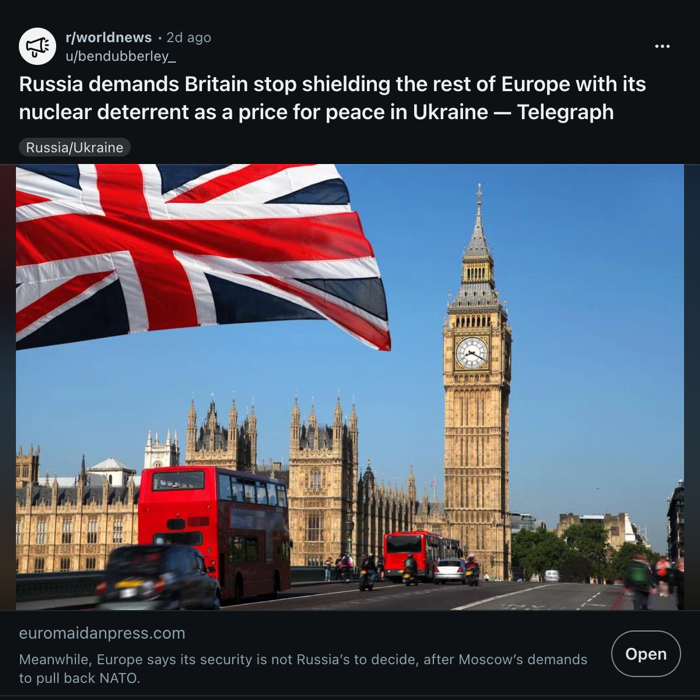 r/worldnews • 2d ago
u/bendubberley_
Russia demands Britain stop shielding the rest of Europe with its
nuclear deterrent as a price for peace in Ukraine — Telegraph
Russia/Ukraine
euromaidanpress.com
Meanwhile, Europe says its security is not Russia’s to decide, after Moscow’s demands
to pull back NATO.
Open